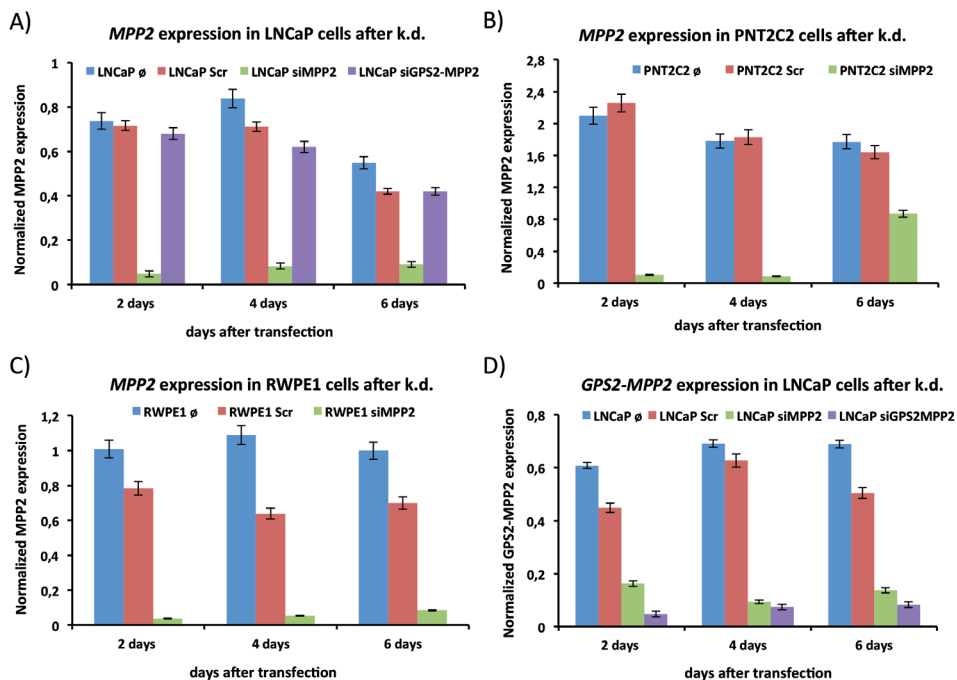 A)
MPP2 expression in LNCaP cells after k.d.
LNCaP ø LNCaP Scr LNCaP siMPP2 LNCaP siGPS2-MPP2
Normalized MPP2 expression
1
0,8
0,6
0,4
0,2
0
2 days 4 days 6 days
days after transfection
B)
MPP2 expression in PNT2C2 cells after k.d.
PNT2C2 ø PNT2C2 Scr PNT2C2 siMPP2
Normalized MPP2 expression
2,8
2,4
2
1,6
1,2
0,8
0,4
0
2 days 4 days 6 days
days after transfection
C)
MPP2 expression in RWPE1 cells after k.d.
RWPE1 ø RWPE1 Scr RWPE1 siMPP2
Normalized MPP2 expression
1,2
1
0,8
0,6
0,4
0,2
0
2 days 4 days 6 days
days after transfection
D)
GPS2-MPP2 expression in LNCaP cells after k.d.
LNCaP ø LNCaP Scr LNCaP siMPP2 LNCaP siGPS2MPP2
Normalized GPS2-MPP2 expression
0,8
0,6
0,4
0,2
0
2 days 4 days 6 days
days after transfection